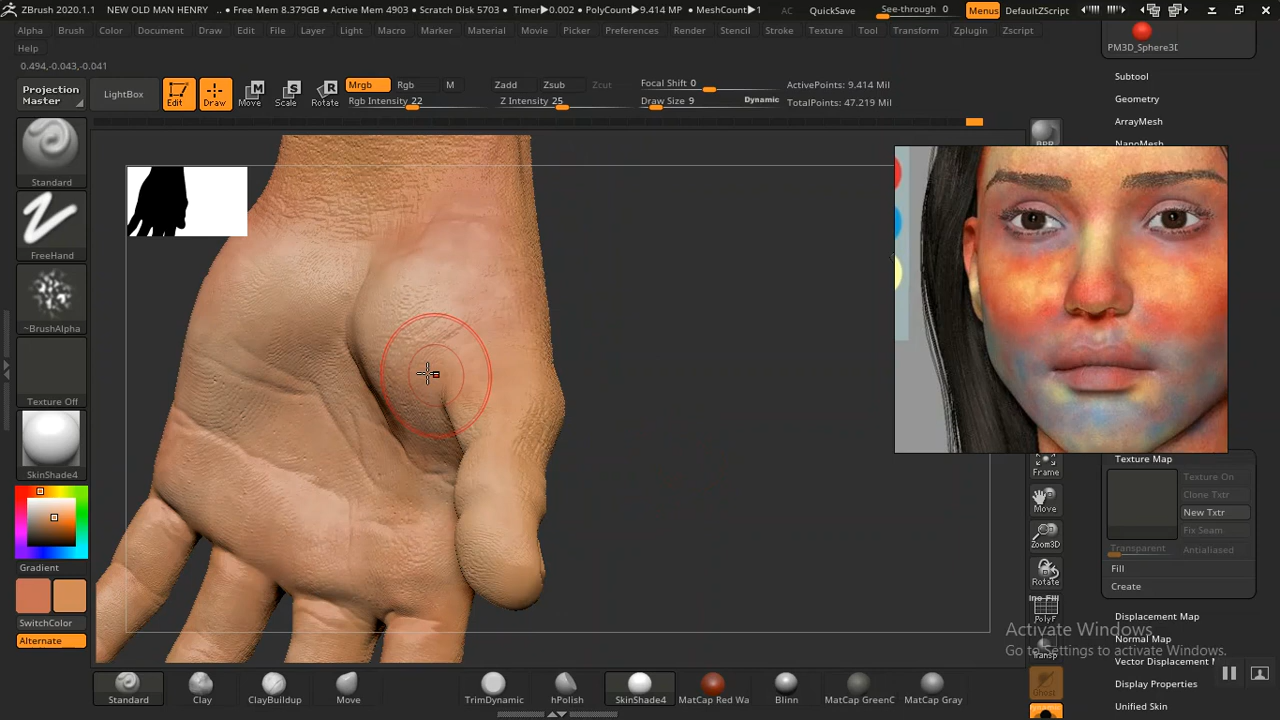 ZBrush 2020.1.1 NEW OLD MAN HENRY .. • Free Mem 8.379GB • Active Mem 4903 • Scratch Disk 5703 • Timer▶0.002 • PolyCount▶9.414 MP • MeshCount▶1 AC QuickSave See-through 0 Menus DefaultZScript
Alpha Brush Color Document Draw Edit File Layer Light Macro Marker Material Movie Picker Preferences Render Stencil Stroke Texture Tool Transform Zplugin Zscript
Help
PM3D_Sphere3D
0.494,-0.043,-0.041
Projection Master LightBox Edit Draw Move Scale Rotate
Mrgb Rgb M Zadd Zsub Zcut Focal Shift 0 ActivePoints: 9.414 Mil
Rgb Intensity 22 Z Intensity 25 Draw Size 9 Dynamic TotalPoints: 47.219 Mil
Subtool
Geometry
ArrayMesh
NanoMesh
BPR
Standard
FreeHand
~BrushAlpha
Texture Off
SkinShade4
Gradient
SwitchColor
Alternate
Frame
Move
Zoom3D
Rotate
PolyF
Transp
Ghost
Texture Map
Texture On
Clone Txtr
New Txtr
Fix Seam
Transparent Antialiased
Fill
Create
Displacement Map
Normal Map
Vector Displacement M
Display Properties
Unified Skin
Activate Windows
Go to Settings to activate Windows.
Standard Clay ClayBuildup Move TrimDynamic hPolish SkinShade4 MatCap Red Wa Blinn MatCap GreenC MatCap Gray